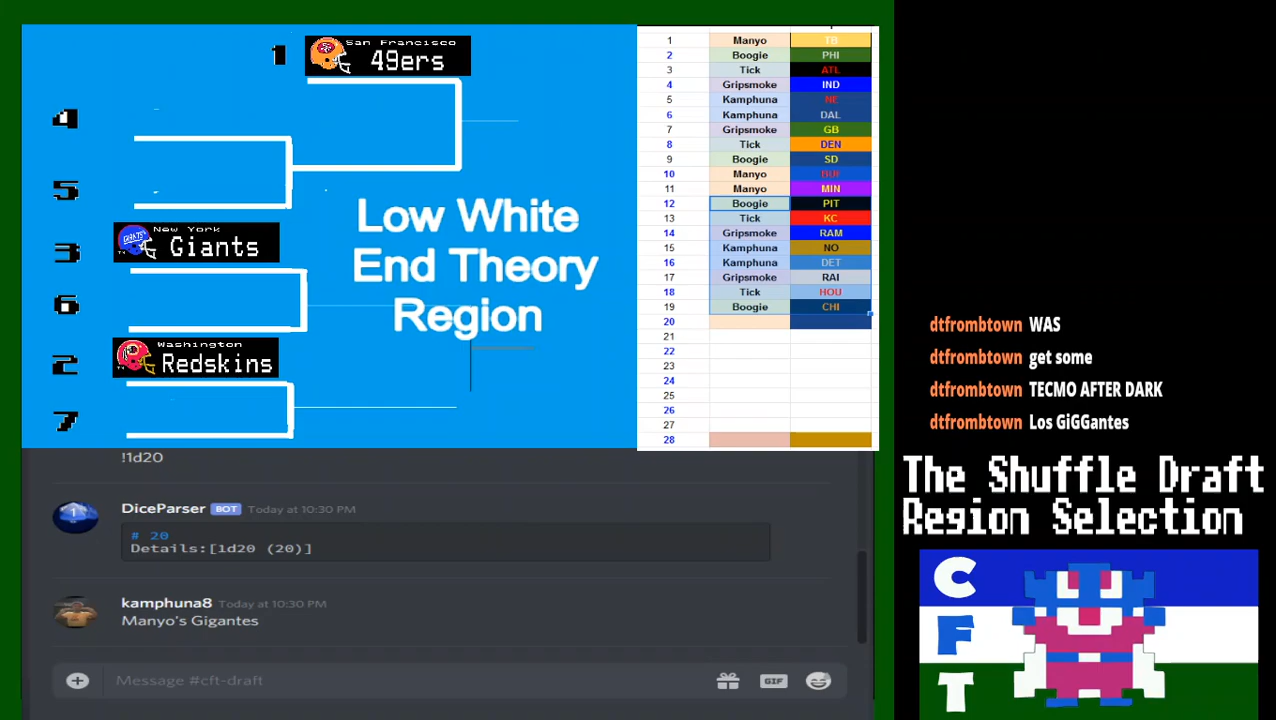 1 San Francisco
49ers
4
5
New York
3 Giants
6
Washington
2 Redskins
7
Low White
End Theory
Region
1 Manyo TB
2 Boogie PHI
3 Tick ATL
4 Gripsmoke IND
5 Kamphuna NE
6 Kamphuna DAL
7 Gripsmoke GB
8 Tick DEN
9 Boogie SD
10 Manyo BUF
11 Manyo MIN
12 Boogie PIT
13 Tick KC
14 Gripsmoke RAM
15 Kamphuna NO
16 Kamphuna DET
17 Gripsmoke RAI
18 Tick HOU
19 Boogie CHI
20
21
22
23
24
25
26
27
28
!1d20
DiceParser BOT Today at 10:30 PM
# 20
Details:[1d20 (20)]
kamphuna8 Today at 10:30 PM
Manyo's Gigantes
Message #cft-draft
GIF
dtfrombtown WAS
dtfrombtown get some
dtfrombtown TECMO AFTER DARK
dtfrombtown Los GiGGantes
The Shuffle Draft
Region Selection
C
F
T